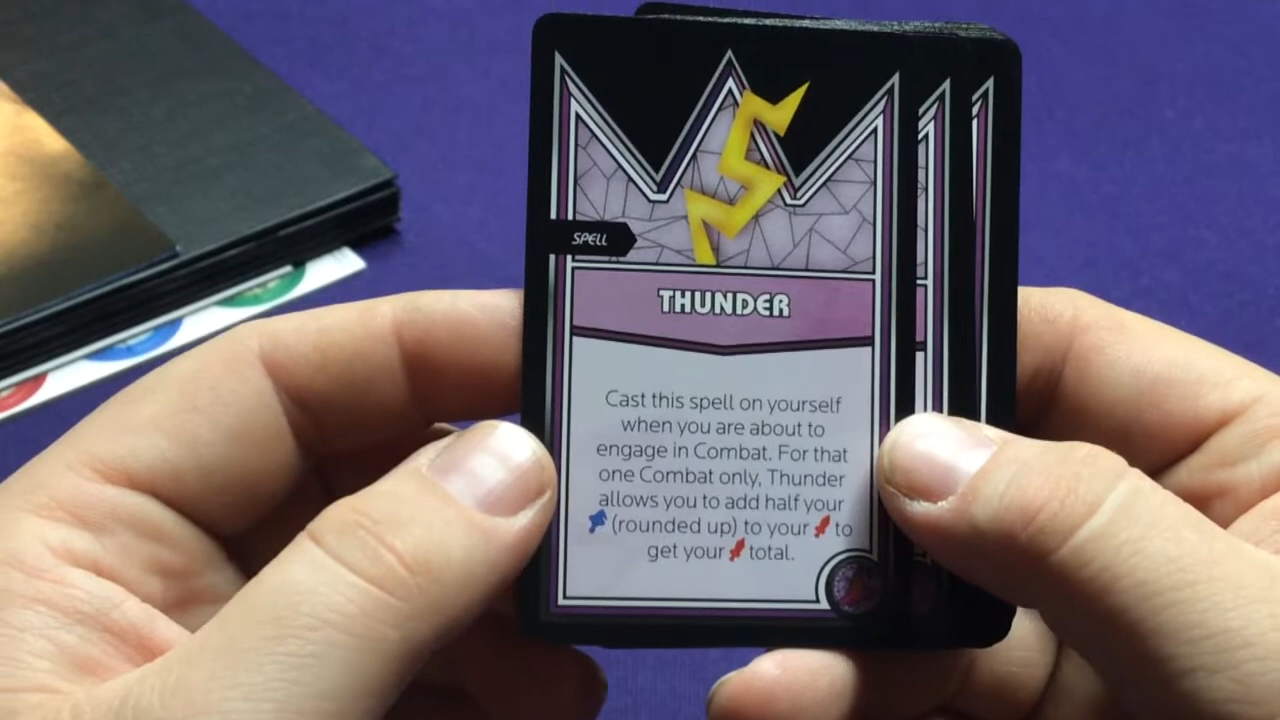 SPELL
THUNDER
Cast this spell on yourself
when you are about to
engage in Combat. For that
one Combat only, Thunder
allows you to add half your
(rounded up) to your to
get your total.